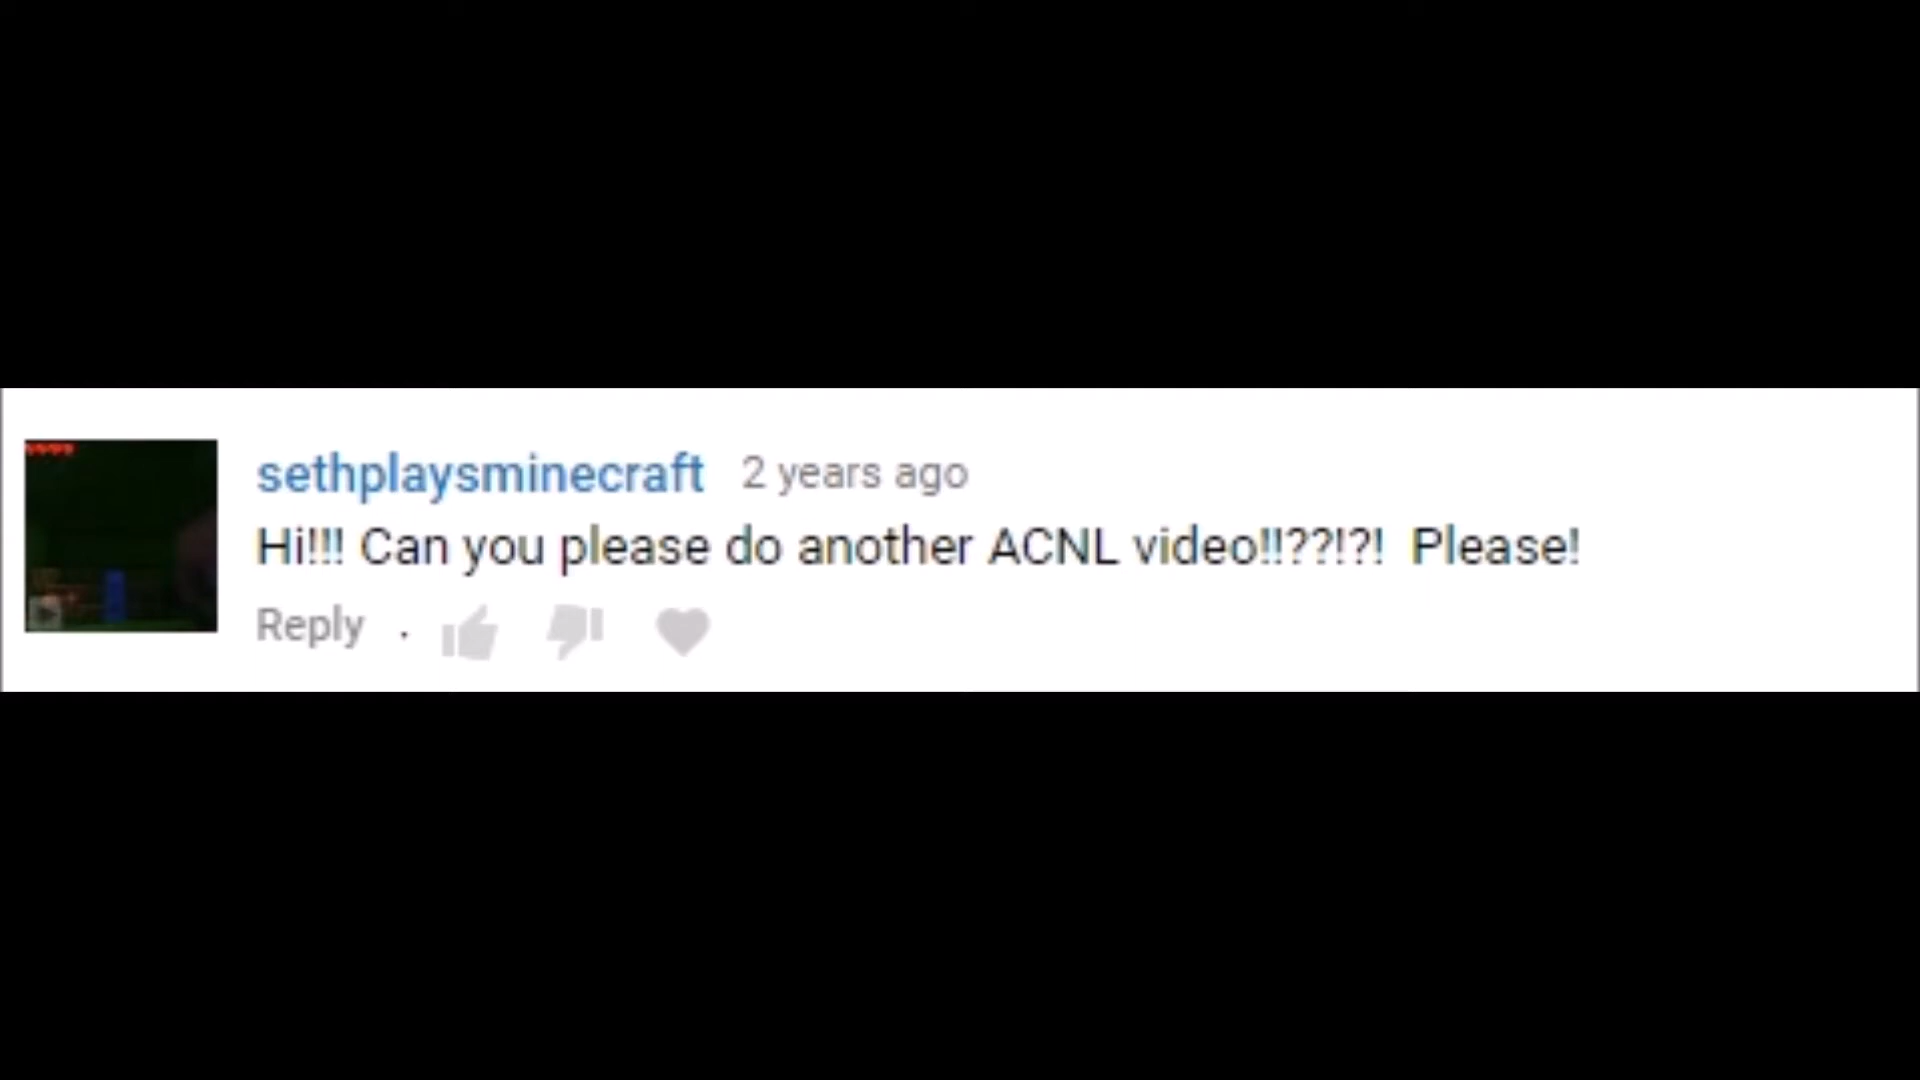 sethplaysminecraft 2 years ago
Hi!!! Can you please do another ACNL video!!??!?!  Please!
Reply .